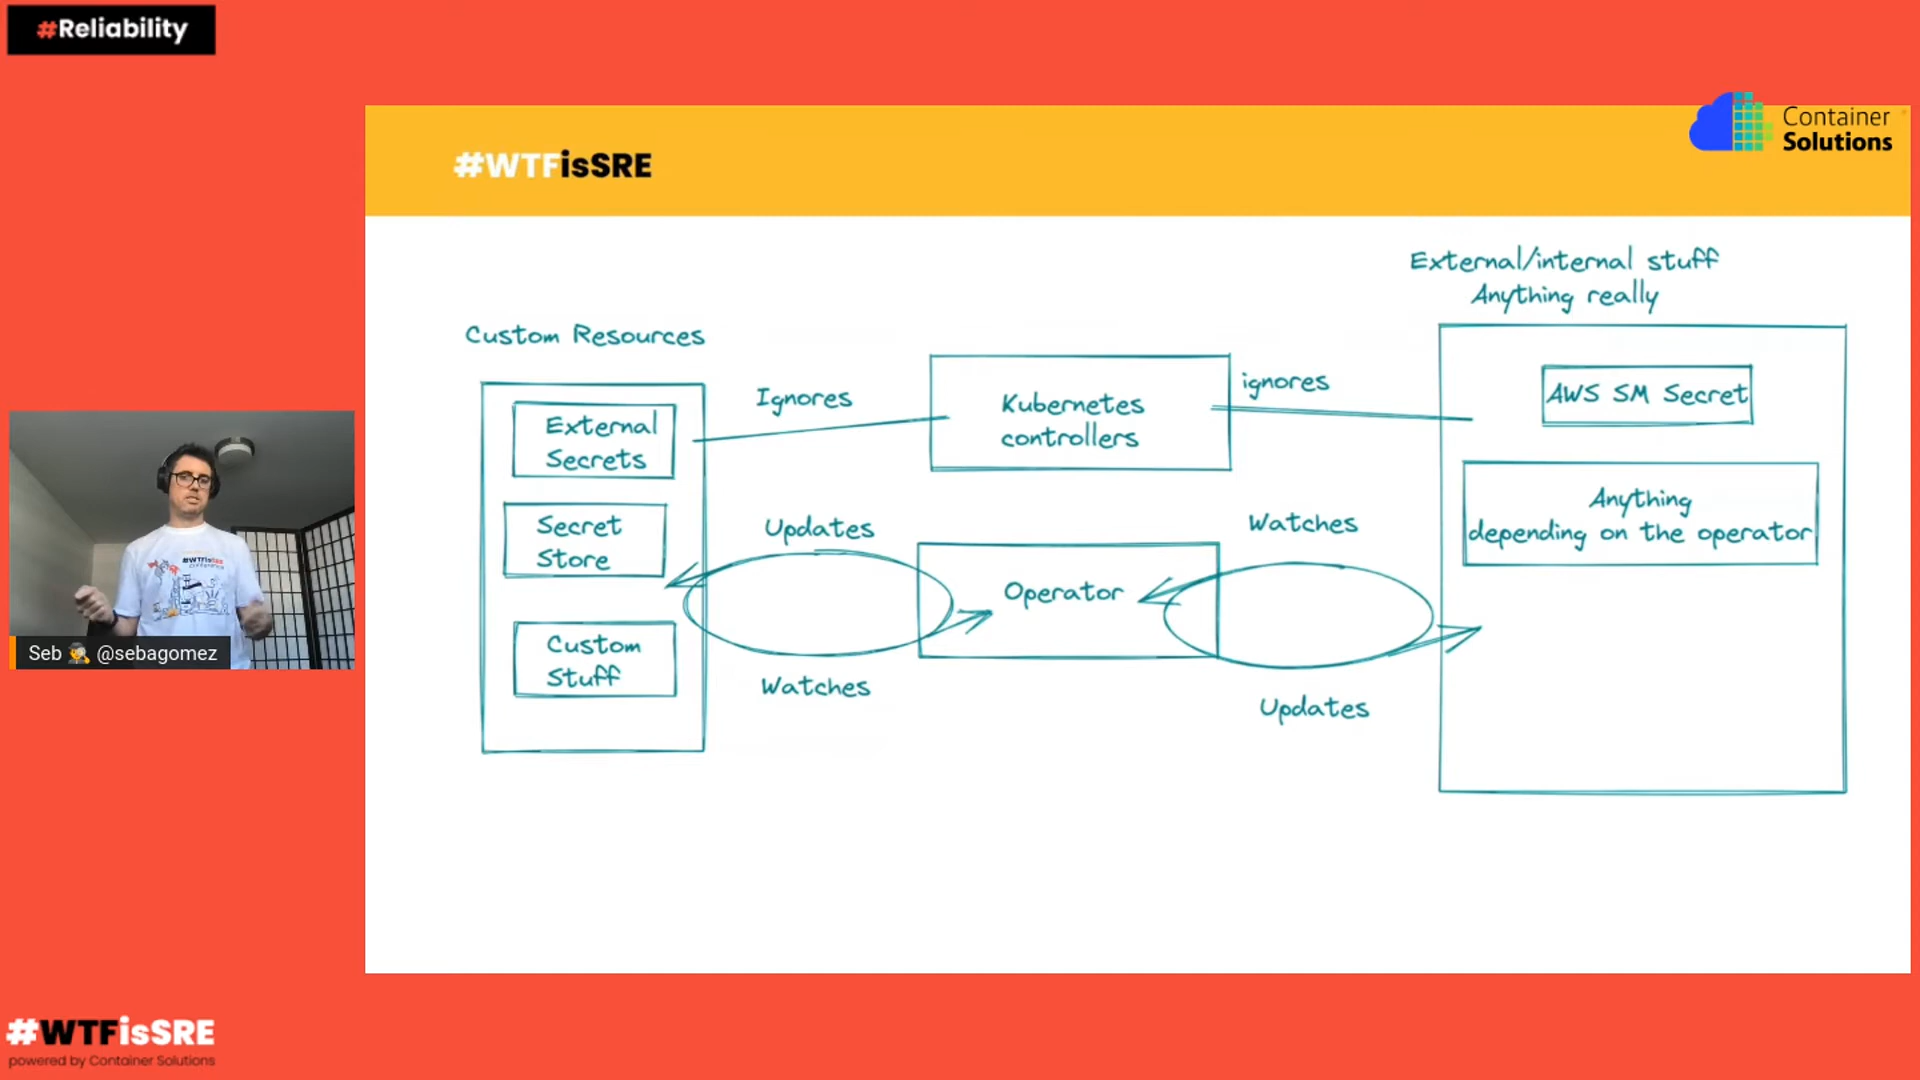 #Reliability
Container
Solutions
#WTFisSRE
External/internal stuff
Anything really
Custom Resources
External
Secrets
Secret
Store
Custom
Stuff
Ignores
Kubernetes
controllers
ignores
AWS SM Secret
Anything
depending on the operator
Updates
Operator
Watches
Watches
Updates
#WTFisSRE
conference
Seb @sebagomez
#WTFisSRE
powered by Container Solutions